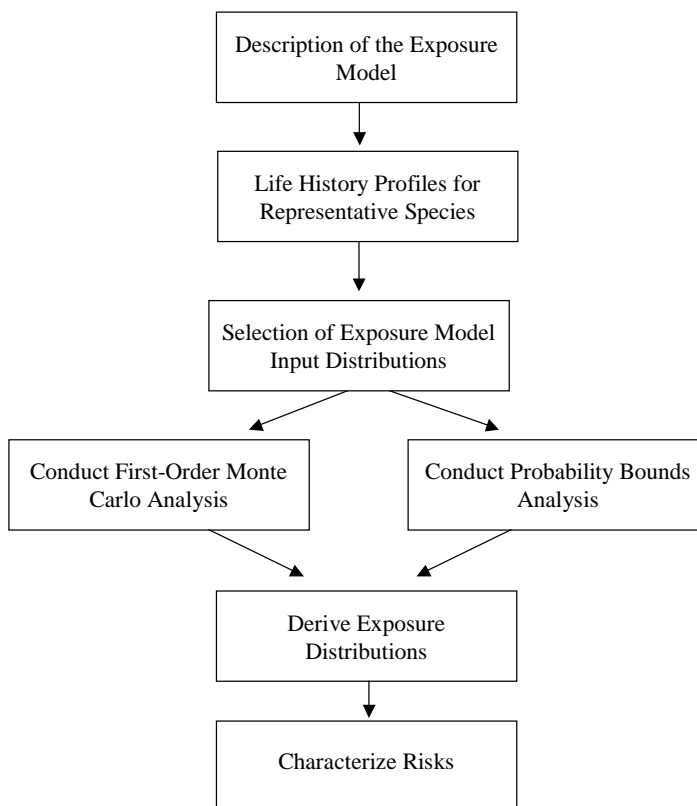 Description of the Exposure
Model
Life History Profiles for
Representative Species
Selection of Exposure Model
Input Distributions
Conduct First-Order Monte
Carlo Analysis
Conduct Probability Bounds
Analysis
Derive Exposure
Distributions
Characterize Risks